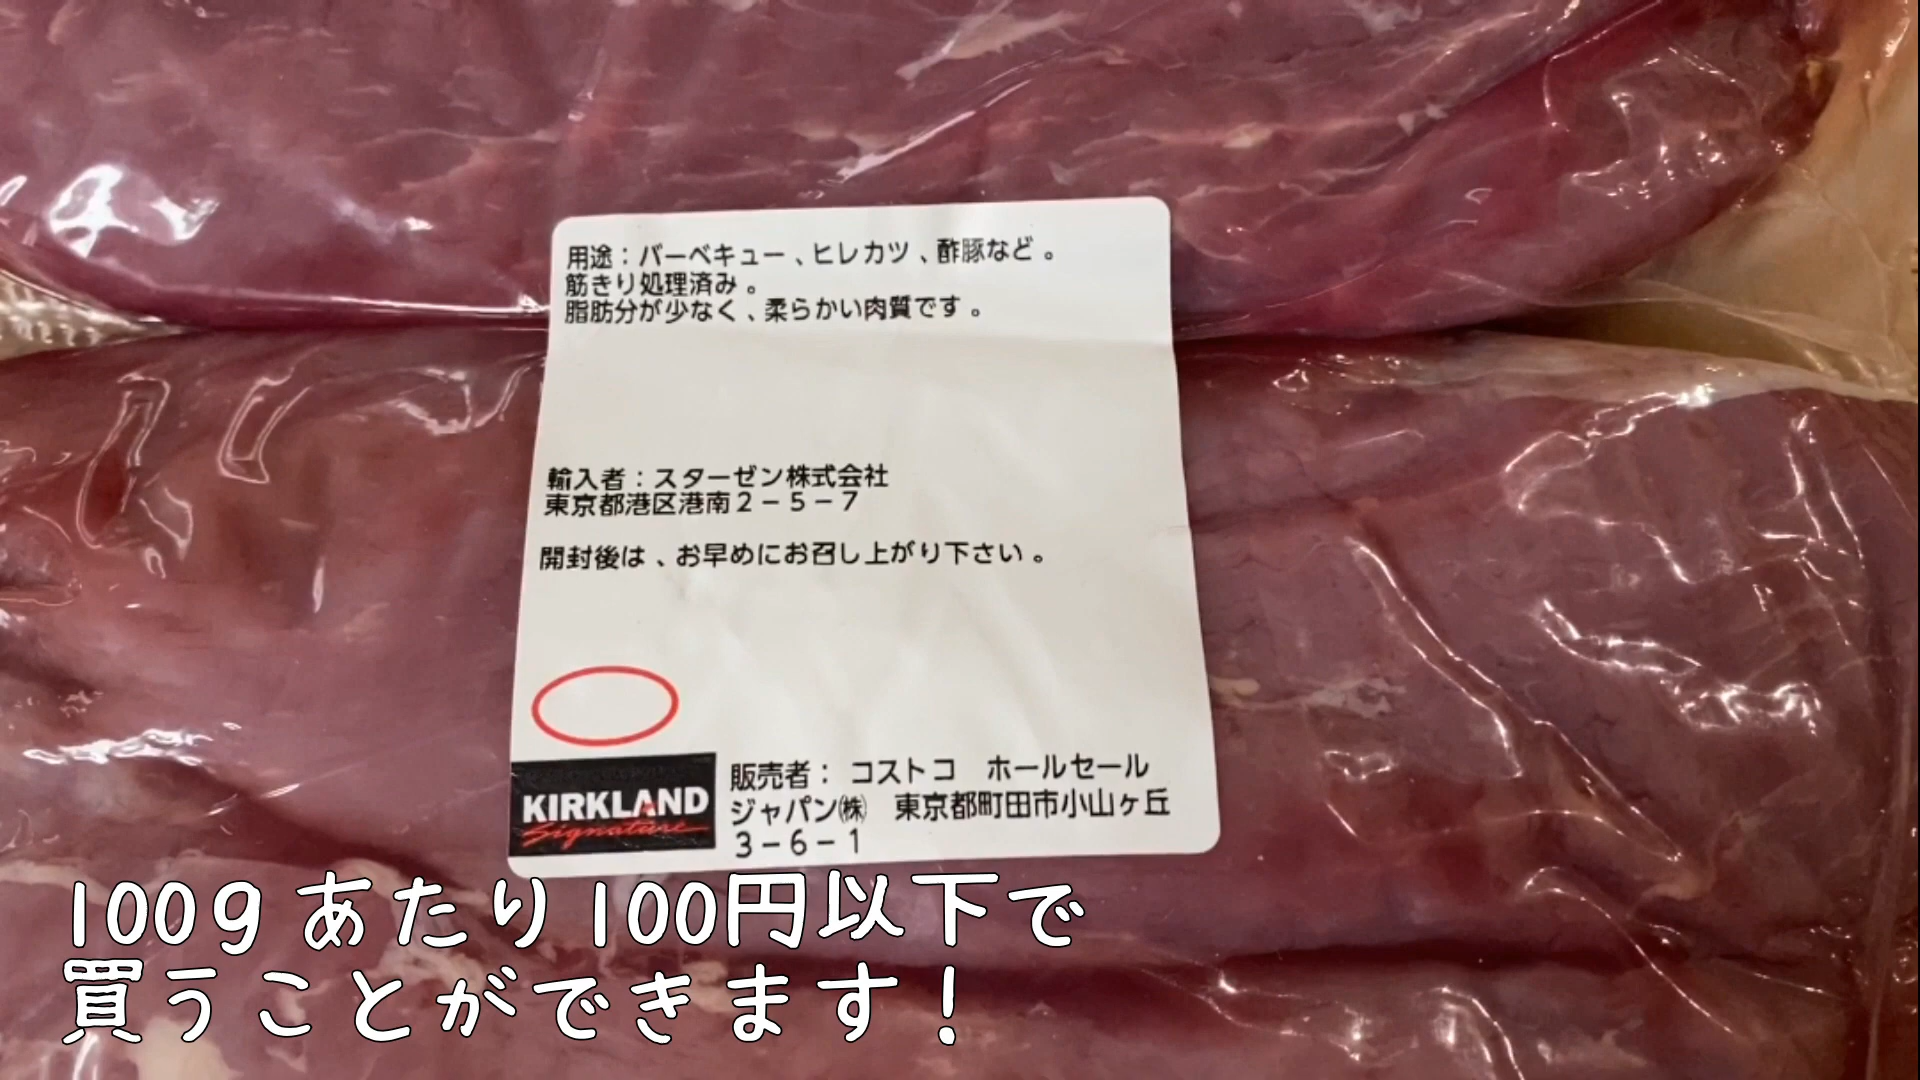 用途：バーベキュー、ヒレカツ、酢豚など。
筋きり処理済み。
脂肪分が少なく、柔らかい肉質です。
輸入者：スターゼン株式会社
東京都港区港南２－５－７
開封後は、お早めにお召し上がり下さい。
KIRKLAND
Signature
販売者： コストコ　ホールセール
ジャパン㈱　東京都町田市小山ヶ丘
３－６－１
100gあたり100円以下で
買うことができます！